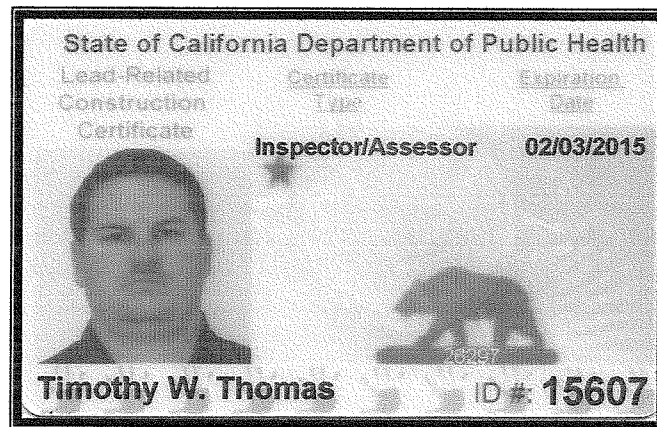 State of California Department of Public Health
Lead-Related Construction Certificate
Certificate Type
Expiration Date
Inspector/Assessor 02/03/2015
20297
Timothy W. Thomas ID #: 15607